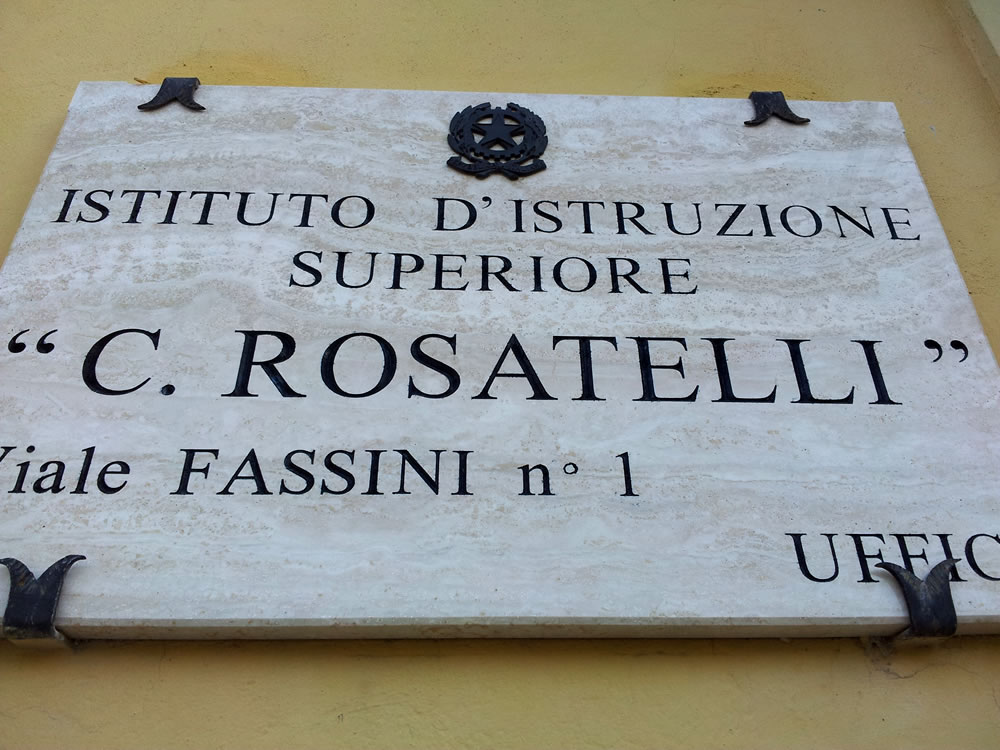 ISTITUTO D'ISTRUZIONE
SUPERIORE
“ C. ROSATELLI ”
Viale FASSINI n° 1
UFFIC